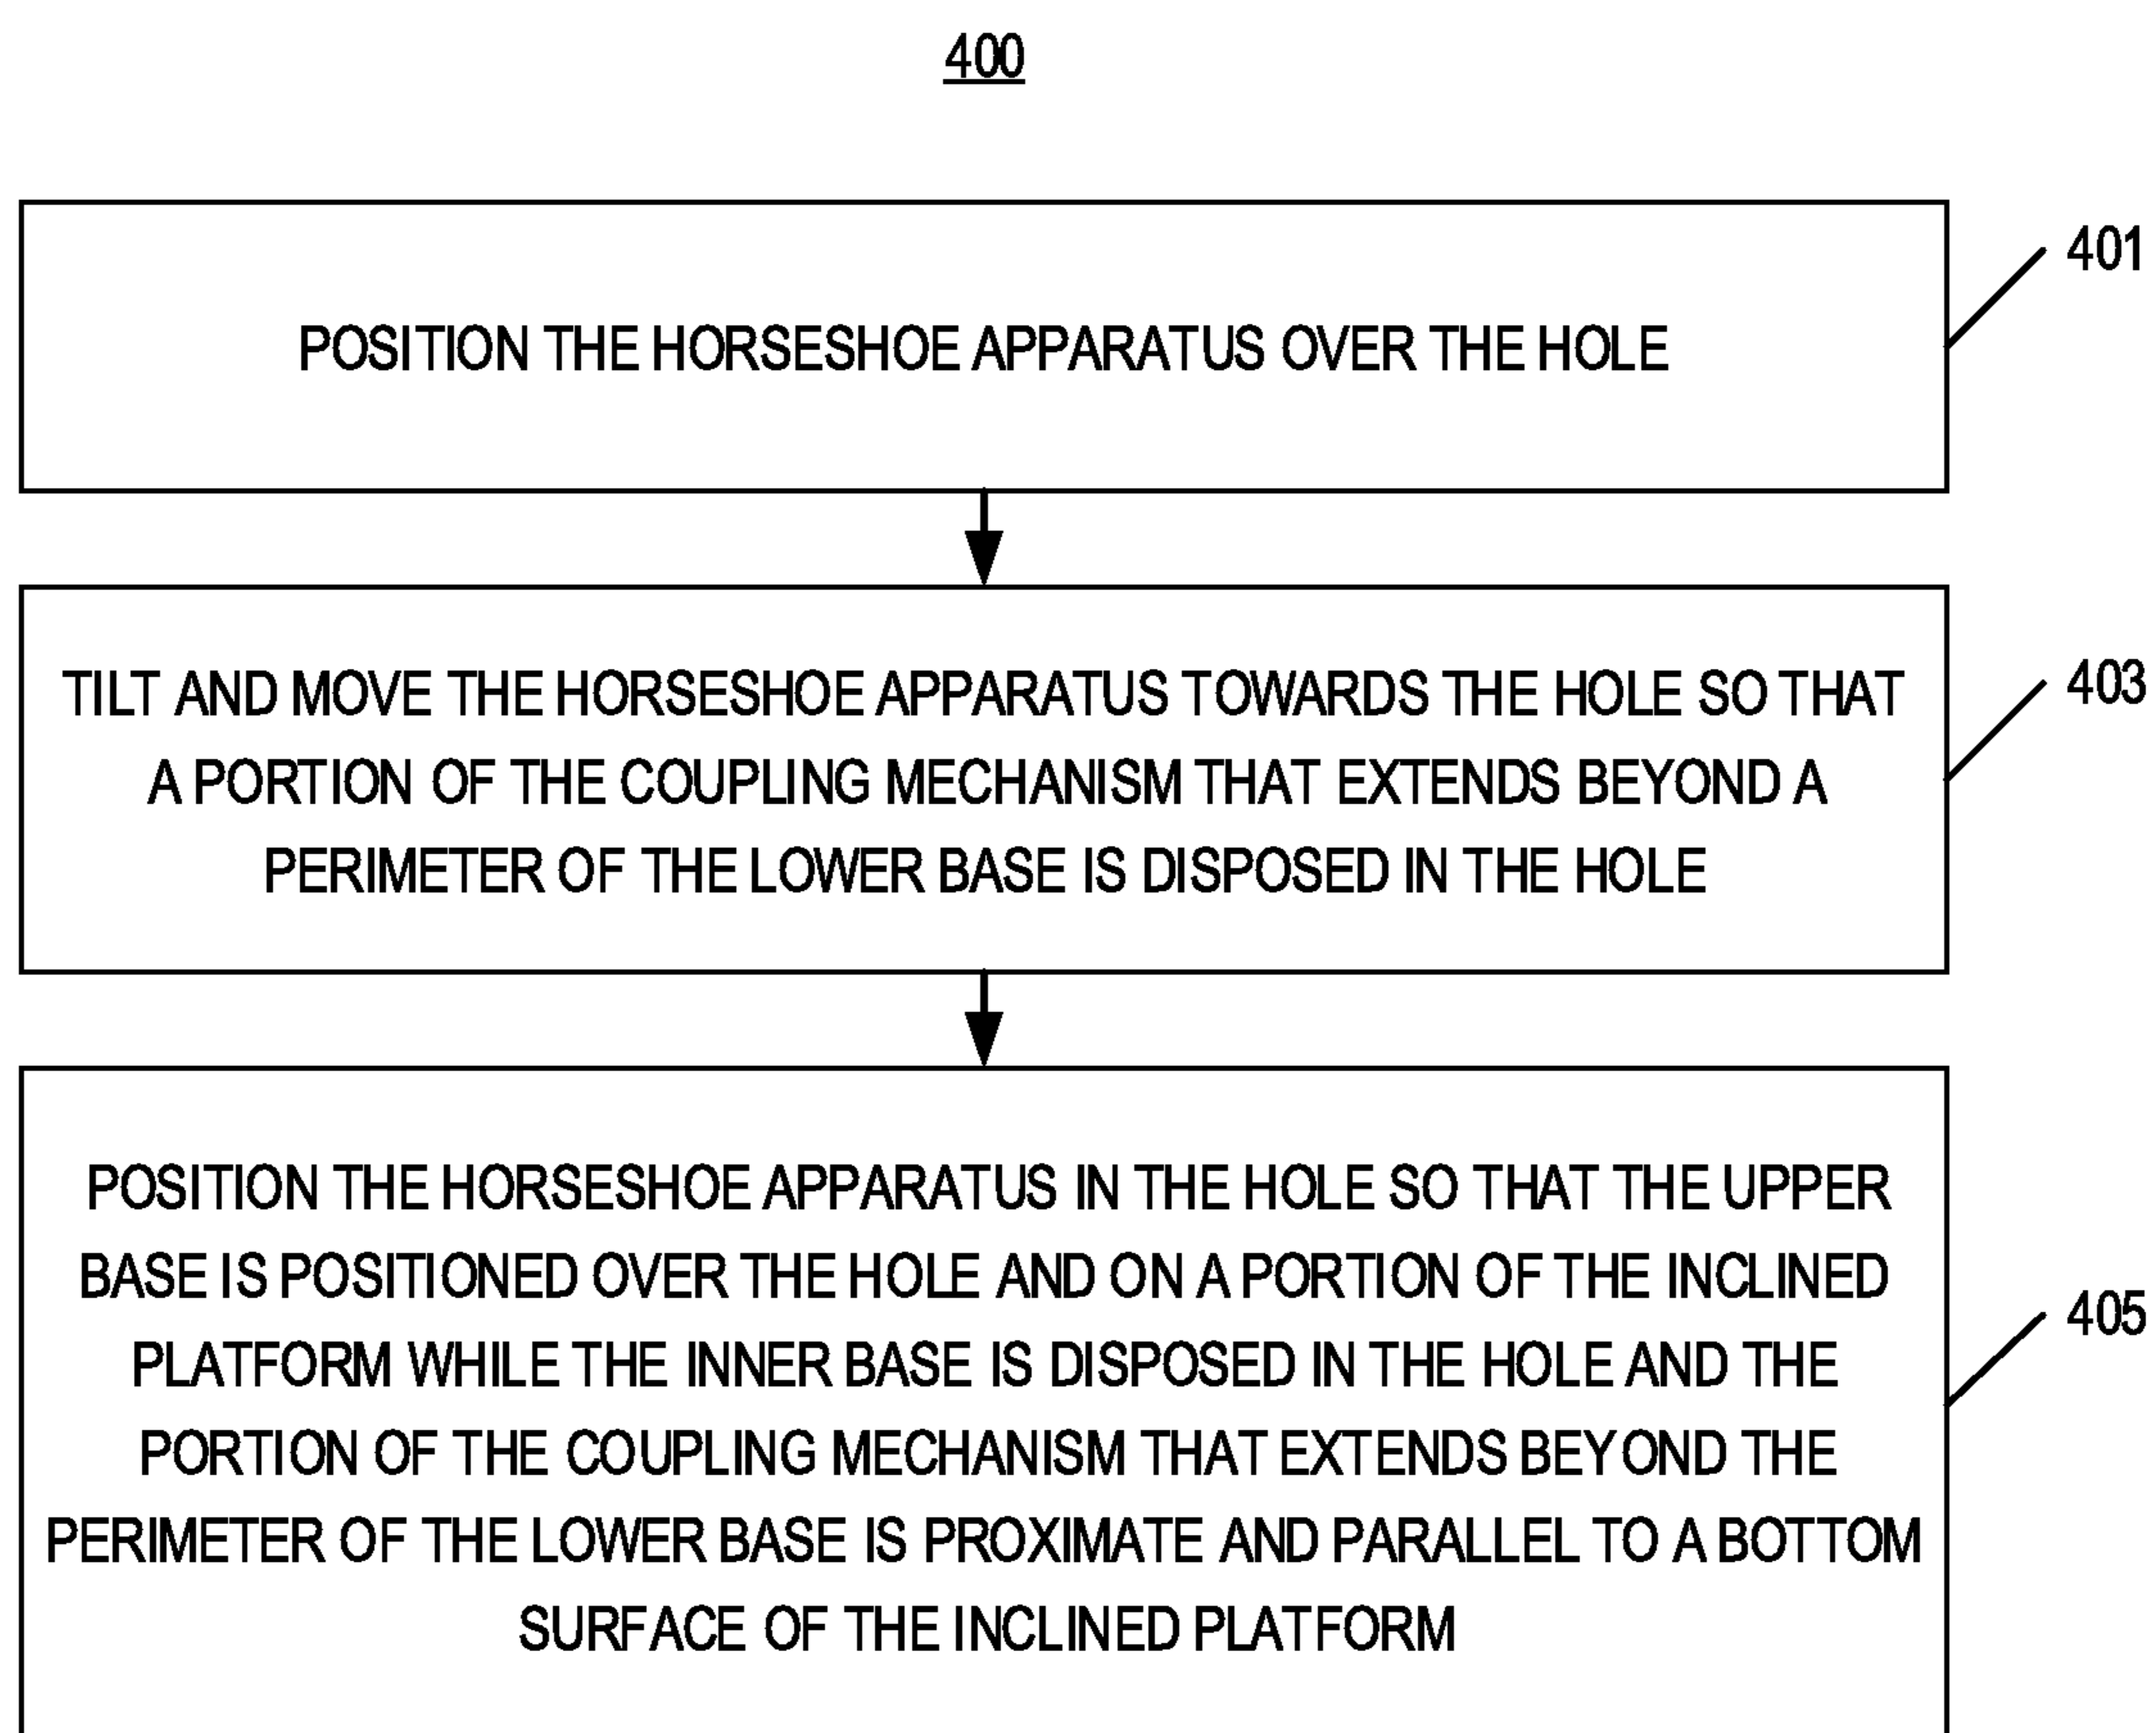 400
POSITION THE HORSESHOE APPARATUS OVER THE HOLE
401
TILT AND MOVE THE HORSESHOE APPARATUS TOWARDS THE HOLE SO THAT
A PORTION OF THE COUPLING MECHANISM THAT EXTENDS BEYOND A
PERIMETER OF THE LOWER BASE IS DISPOSED IN THE HOLE
403
POSITION THE HORSESHOE APPARATUS IN THE HOLE SO THAT THE UPPER
BASE IS POSITIONED OVER THE HOLE AND ON A PORTION OF THE INCLINED
PLATFORM WHILE THE INNER BASE IS DISPOSED IN THE HOLE AND THE
PORTION OF THE COUPLING MECHANISM THAT EXTENDS BEYOND THE
PERIMETER OF THE LOWER BASE IS PROXIMATE AND PARALLEL TO A BOTTOM
SURFACE OF THE INCLINED PLATFORM
405